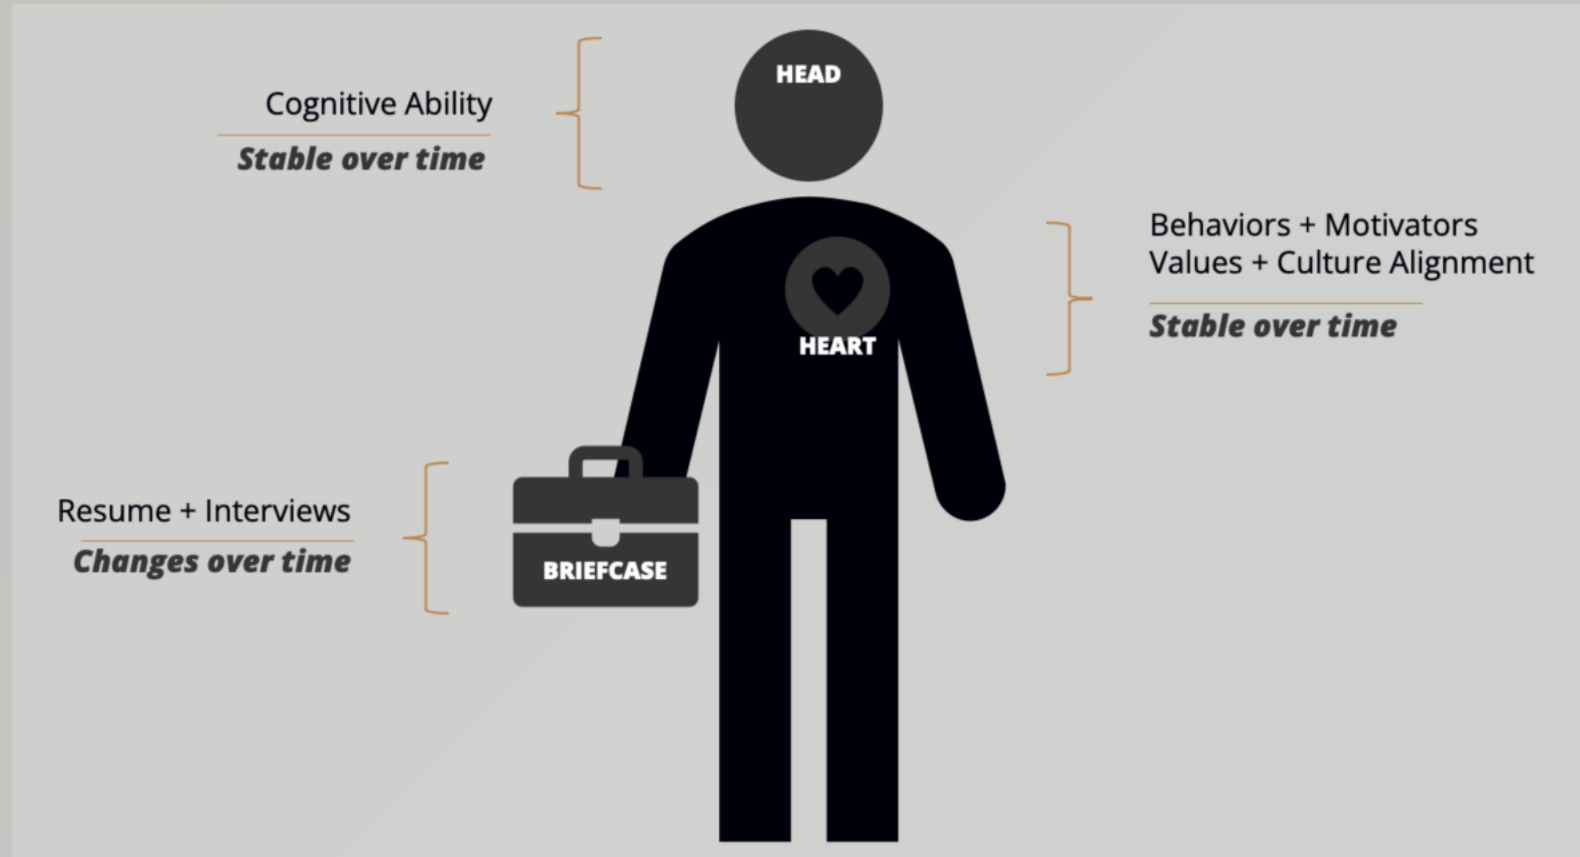 HEAD
Cognitive Ability
Stable over time
Behaviors + Motivators
Values + Culture Alignment
Stable over time
HEART
Resume + Interviews
Changes over time
BRIEFCASE